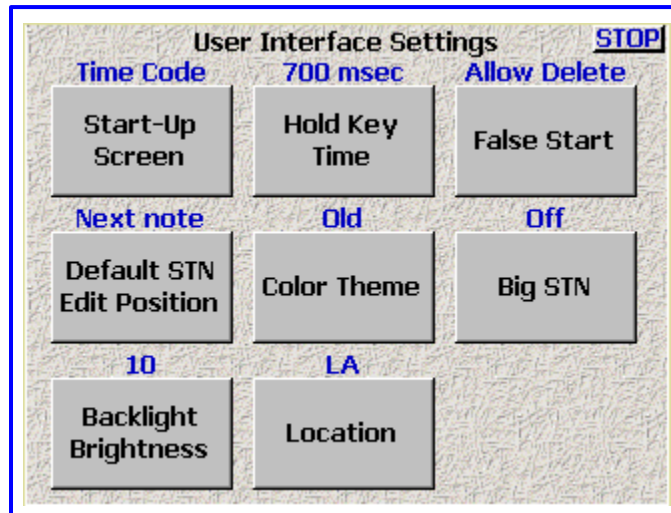 User Interface Settings STOP
Time Code 700 msec Allow Delete
Start-Up Screen
Hold Key Time
False Start
Next note Old Off
Default STN Edit Position
Color Theme
Big STN
10 LA
Backlight Brightness
Location